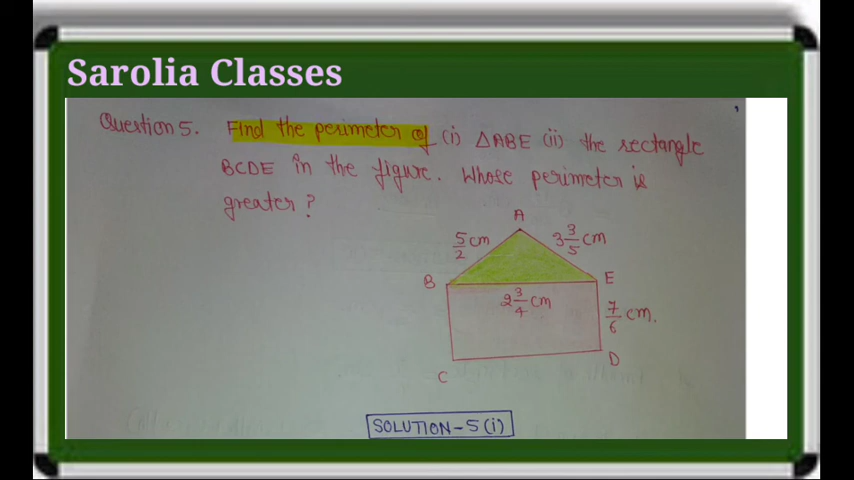 Sarolia Classes
Question 5. Find the perimeter of (i) △ABE (ii) the rectangle
BCDE in the figure. Whose perimeter is
greater?
A
5/2 cm
3 3/5 cm
B
E
2 3/4 cm
7/6 cm.
C
D
SOLUTION-5(i)